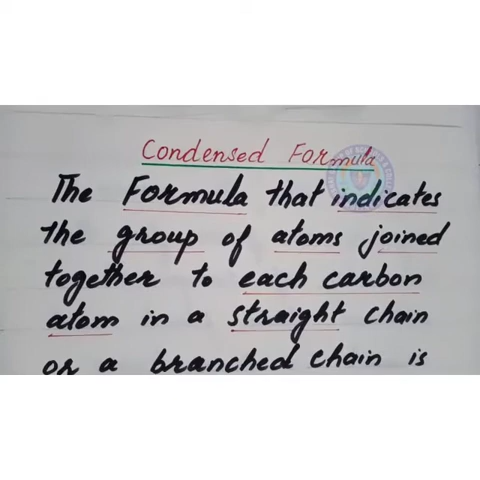 Condensed Formula
The Formula that indicates
the group of atoms joined
together to each carbon
atom in a straight chain
or a branched chain is